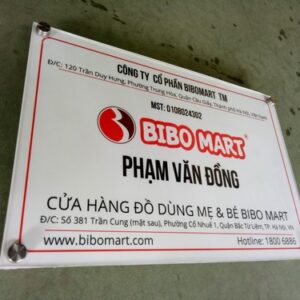 CÔNG TY CỔ PHẦN BIBOMART TM
Đ/C: 120 Trần Duy Hưng, Phường Trung Hòa, Quận Cầu Giấy, Thành phố Hà Nội, Việt Nam
MST: 0108024302
BIBO MART
PHẠM VĂN ĐỒNG
CỬA HÀNG ĐỒ DÙNG MẸ & BÉ BIBO MART
Đ/C: Số 381 Trần Cung (mặt sau), Phường Cổ Nhuế 1, Quận Bắc Từ Liêm, TP. Hà Nội, VN
www.bibomart.com
Hotline: 1800 6886